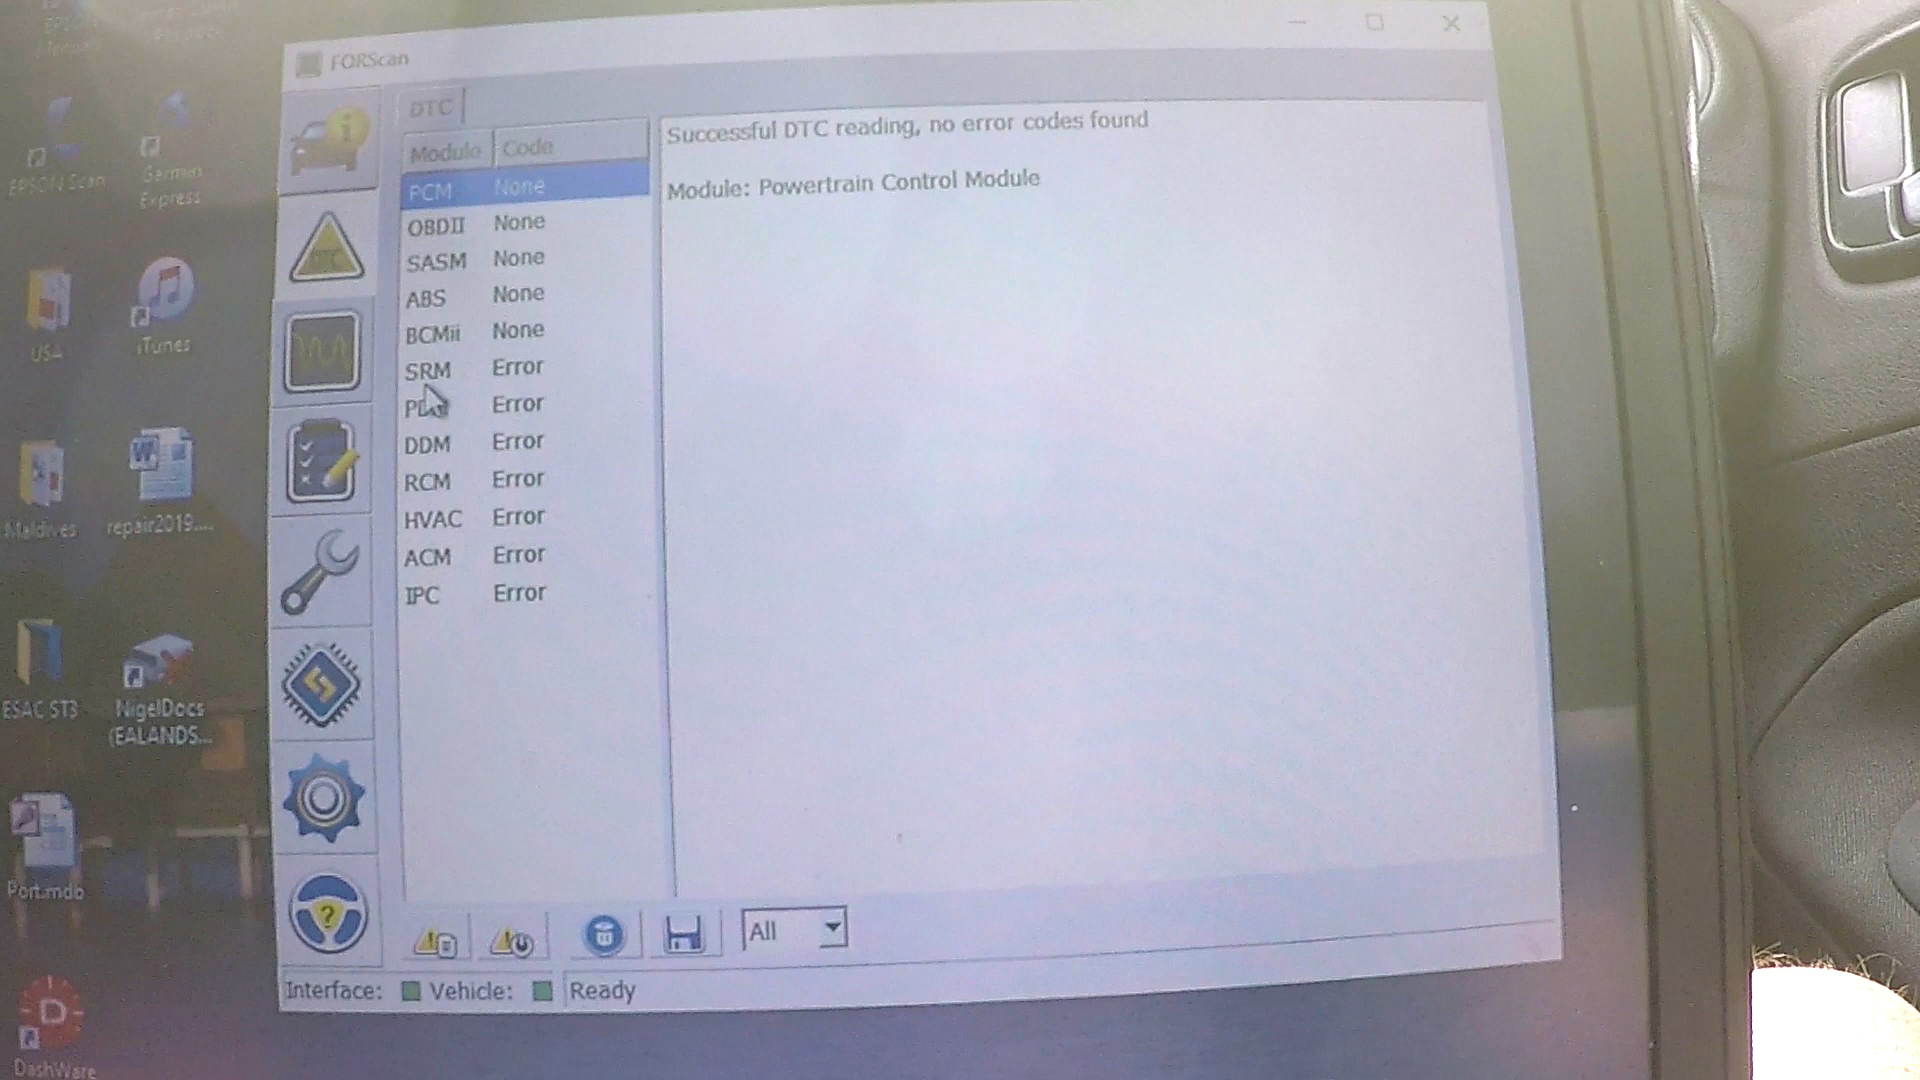 FORScan
DTC
Module Code
PCM None
OBDII None
SASM None
ABS None
BCMii None
SRM Error
Error
DDM Error
RCM Error
HVAC Error
ACM Error
IPC Error
Successful DTC reading, no error codes found
Module: Powertrain Control Module
All
Interface: Vehicle: Ready
EPSON Scan
Garmin
Express
USA
iTunes
Maldives
repair2019....
ESAC ST3
NigelDocs
(EALANDS...
Port.mdb
DashWare